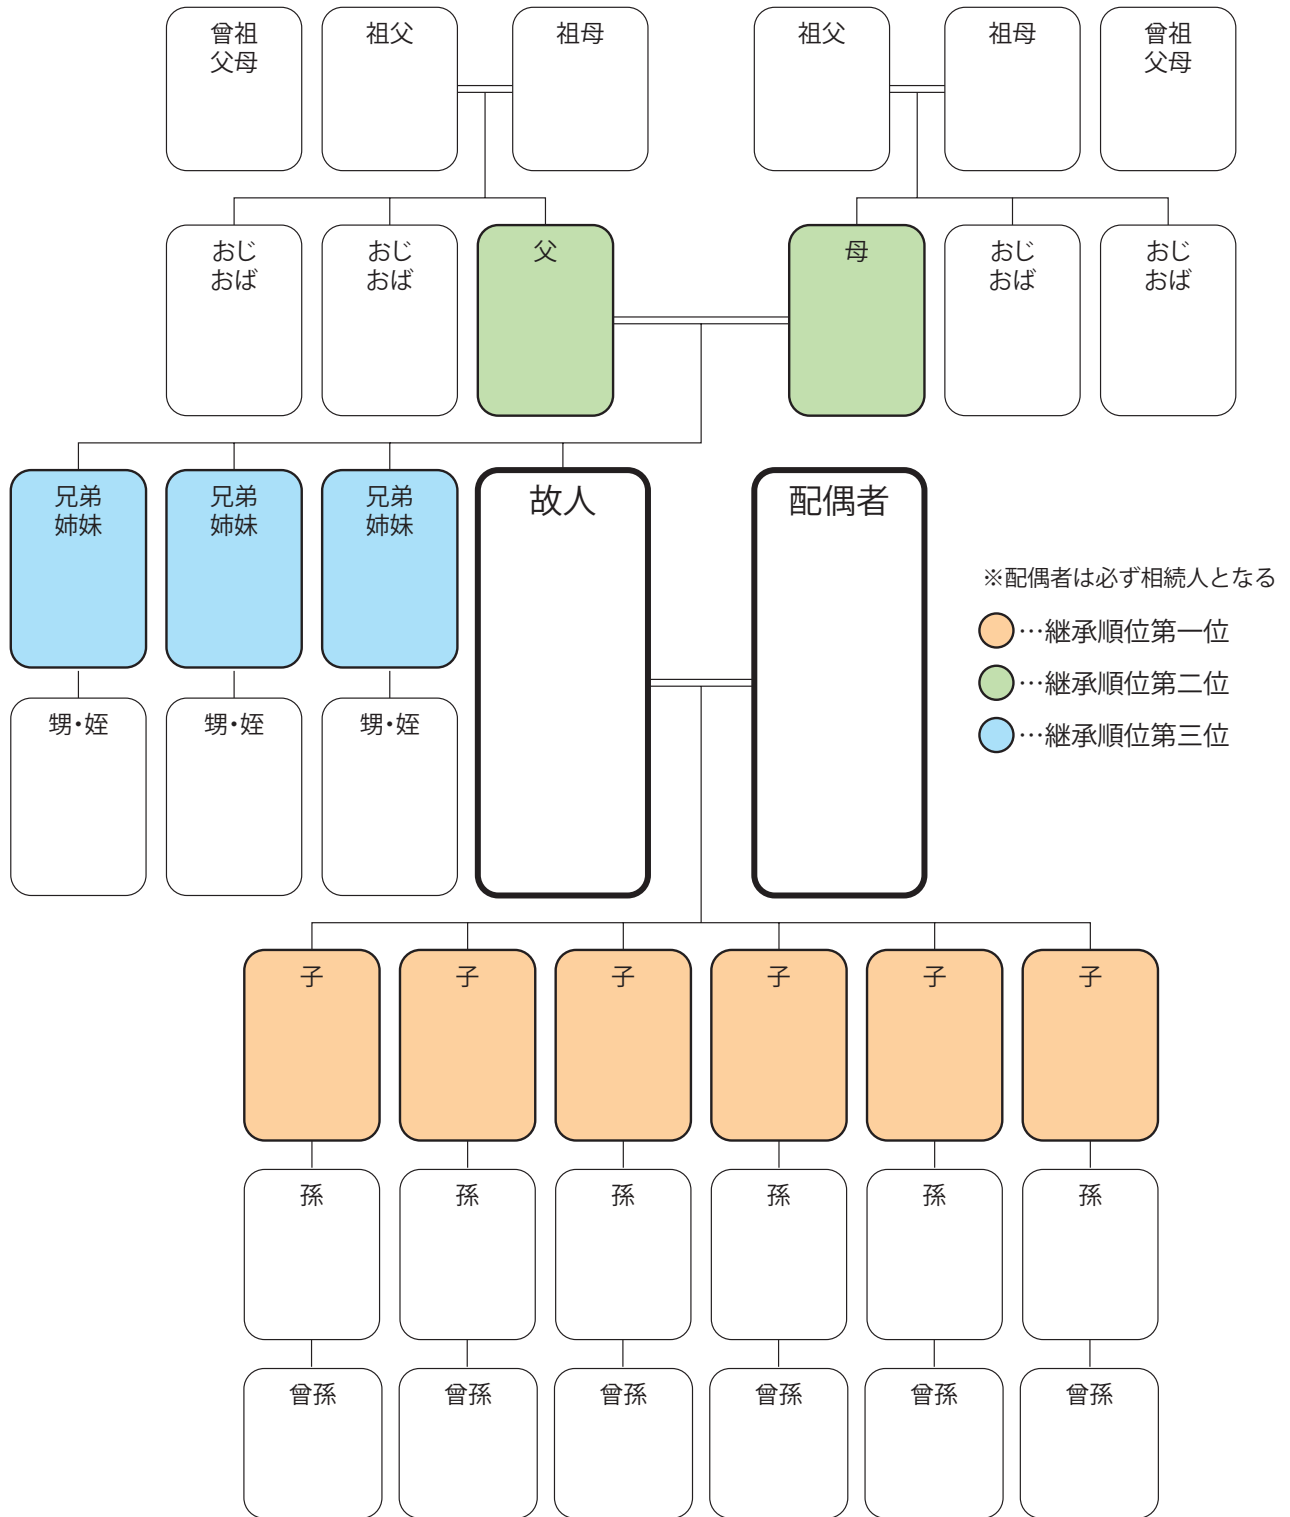 曾祖
父母
祖父
祖母
祖父
祖母
曾祖
父母
おじ
おば
おじ
おば
父
母
おじ
おば
おじ
おば
兄弟
姉妹
兄弟
姉妹
兄弟
姉妹
故人
配偶者
※配偶者は必ず相続人となる
…継承順位第一位
…継承順位第二位
…継承順位第三位
甥・姪
甥・姪
甥・姪
子
子
子
子
子
子
孫
孫
孫
孫
孫
孫
曾孫
曾孫
曾孫
曾孫
曾孫
曾孫